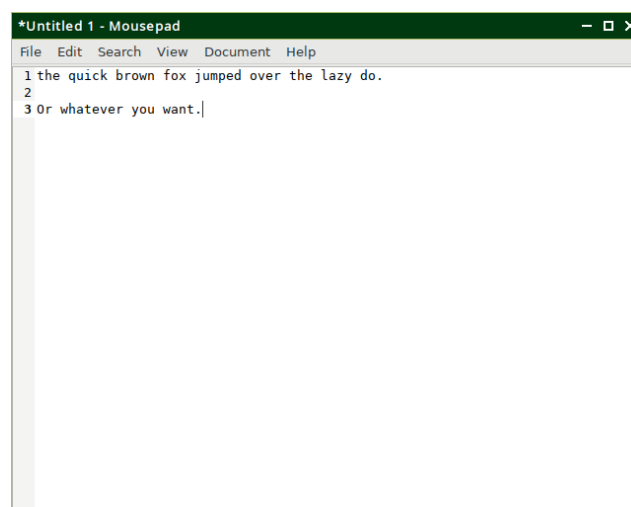 *Untitled 1 - Mousepad
File Edit Search View Document Help
1 the quick brown fox jumped over the lazy do.
2
3 Or whatever you want.